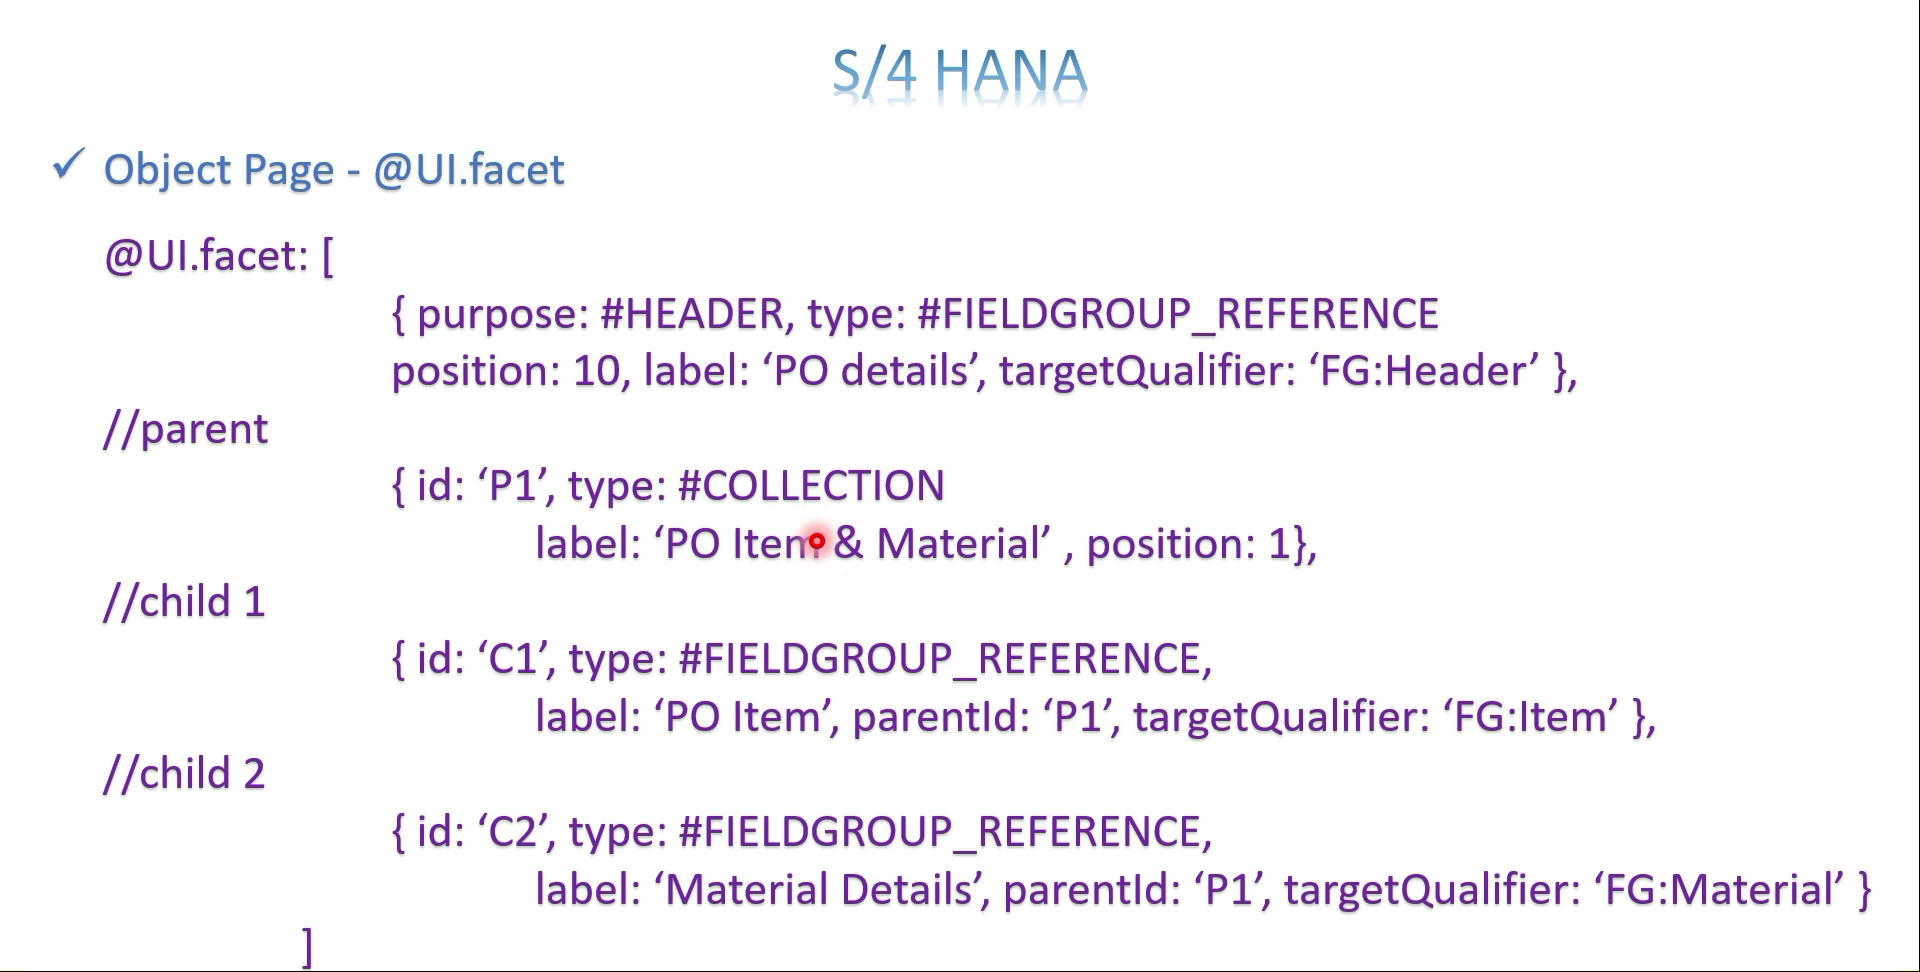 S/4 HANA
✓ Object Page - @UI.facet
@UI.facet: [
{ purpose: #HEADER, type: #FIELDGROUP_REFERENCE
position: 10, label: ‘PO details’, targetQualifier: ‘FG:Header’ },
//parent
{ id: ‘P1’, type: #COLLECTION
label: ‘PO Item & Material’ , position: 1},
//child 1
{ id: ‘C1’, type: #FIELDGROUP_REFERENCE,
label: ‘PO Item’, parentId: ‘P1’, targetQualifier: ‘FG:Item’ },
//child 2
{ id: ‘C2’, type: #FIELDGROUP_REFERENCE,
label: ‘Material Details’, parentId: ‘P1’, targetQualifier: ‘FG:Material’ }
]